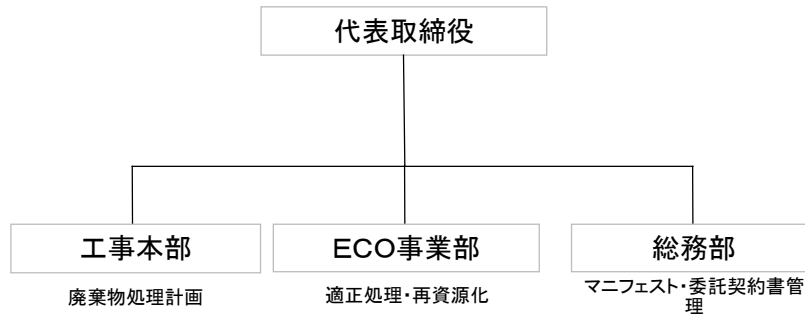 代表取締役
工事本部
ECO事業部
総務部
廃棄物処理計画
適正処理・再資源化
マニフェスト・委託契約書管
理